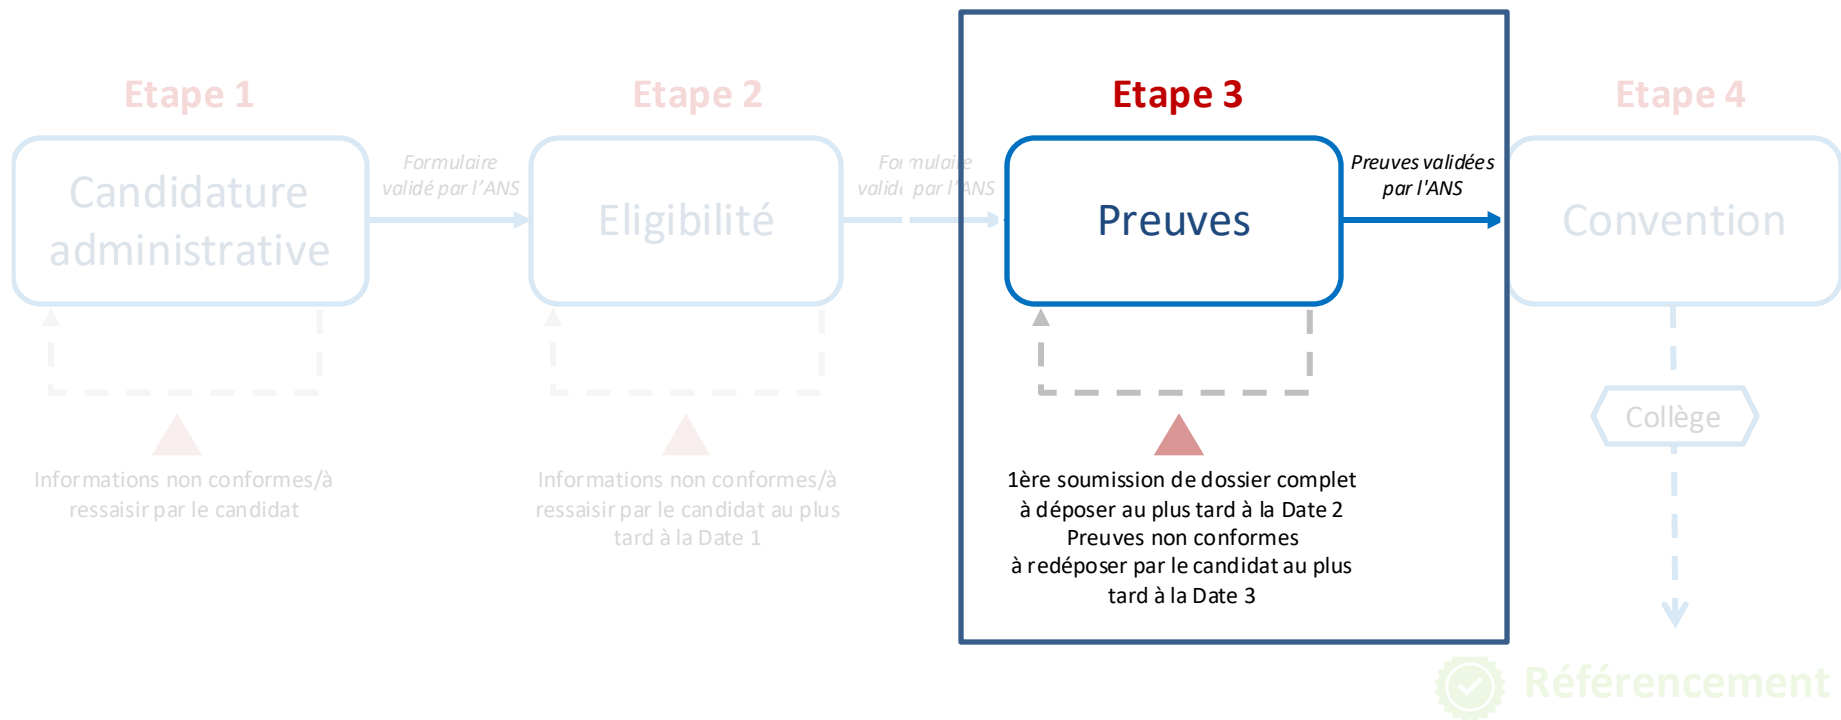 Etape 1
Candidature
administrative
Formulaire
validé par l’ANS
Informations non conformes/à
ressaisir par le candidat
Etape 2
Eligibilité
Formulaire
validé par l’ANS
Informations non conformes/à
ressaisir par le candidat au plus
tard à la Date 1
Etape 3
Preuves
Preuves validées
par l'ANS
1ère soumission de dossier complet
à déposer au plus tard à la Date 2
Preuves non conformes
à redéposer par le candidat au plus
tard à la Date 3
Etape 4
Convention
Collège
Référencement